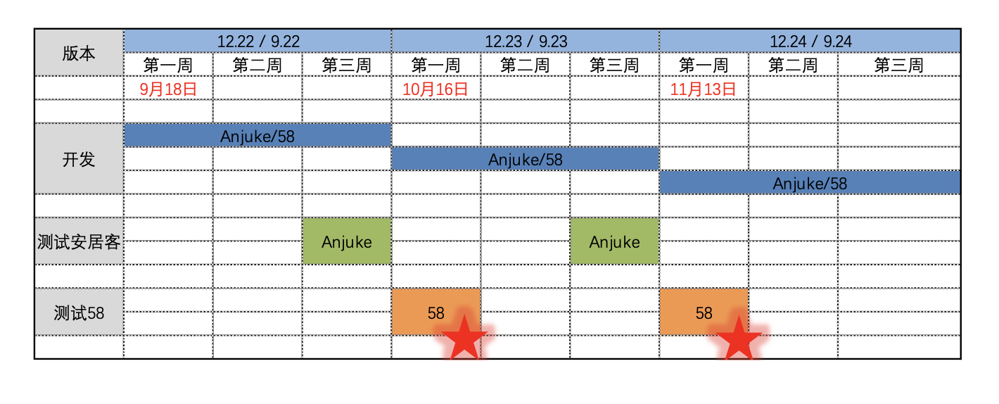 版本
12.22 / 9.22
12.23 / 9.23
12.24 / 9.24
第一周
第二周
第三周
第一周
第二周
第三周
第一周
第二周
第三周
9月18日
10月16日
11月13日
开发
Anjuke/58
Anjuke/58
Anjuke/58
测试安居客
Anjuke
Anjuke
测试58
58
58